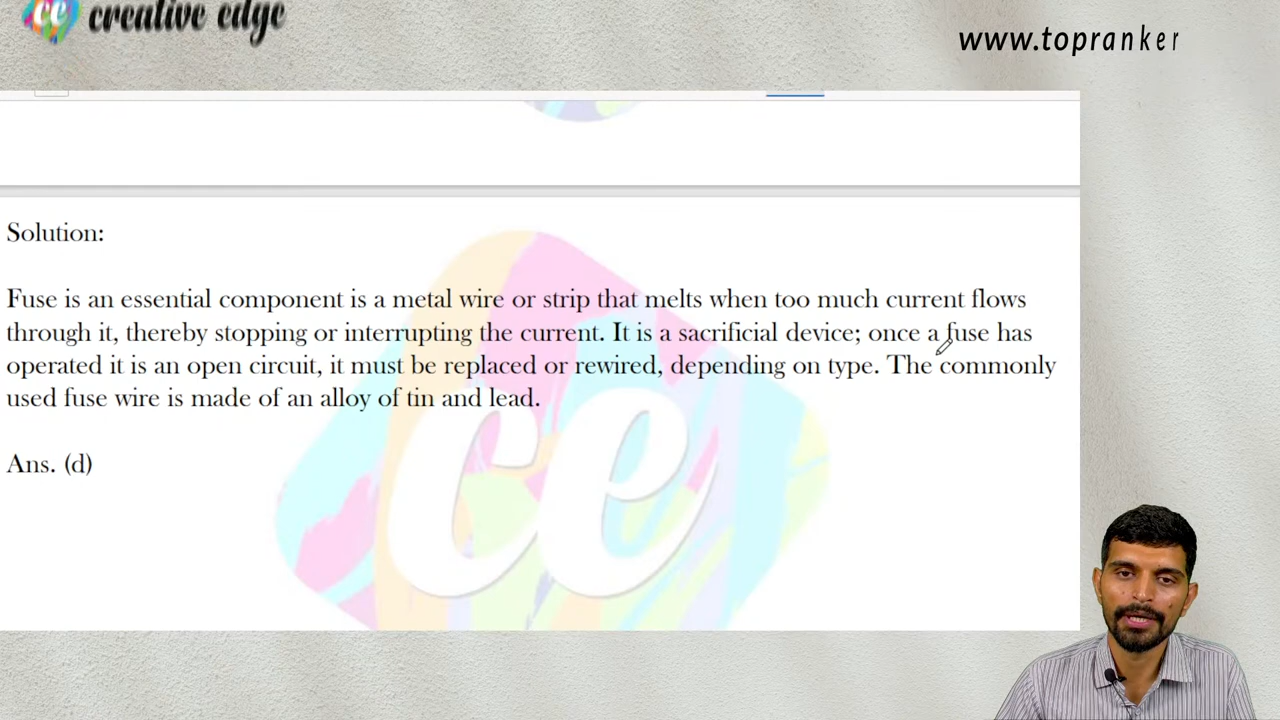 ce creative edge
www.topranker
Solution:
Fuse is an essential component is a metal wire or strip that melts when too much current flows
through it, thereby stopping or interrupting the current. It is a sacrificial device; once a fuse has
operated it is an open circuit, it must be replaced or rewired, depending on type. The commonly
used fuse wire is made of an alloy of tin and lead.
Ans. (d)
ce